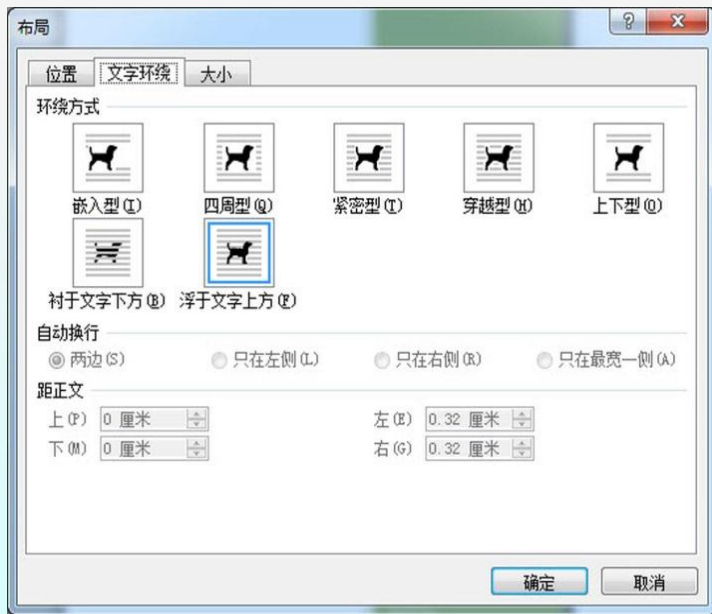 布局
位置 文字环绕 大小
环绕方式
嵌入型(I) 四周型(Q) 紧密型(T) 穿越型(H) 上下型(O)
衬于文字下方(B) 浮于文字上方(F)
自动换行
两边(S) 只在左侧(L) 只在右侧(R) 只在最宽一侧(A)
距正文
上(P) 0 厘米 左(E) 0.32 厘米
下(M) 0 厘米 右(G) 0.32 厘米
确定 取消